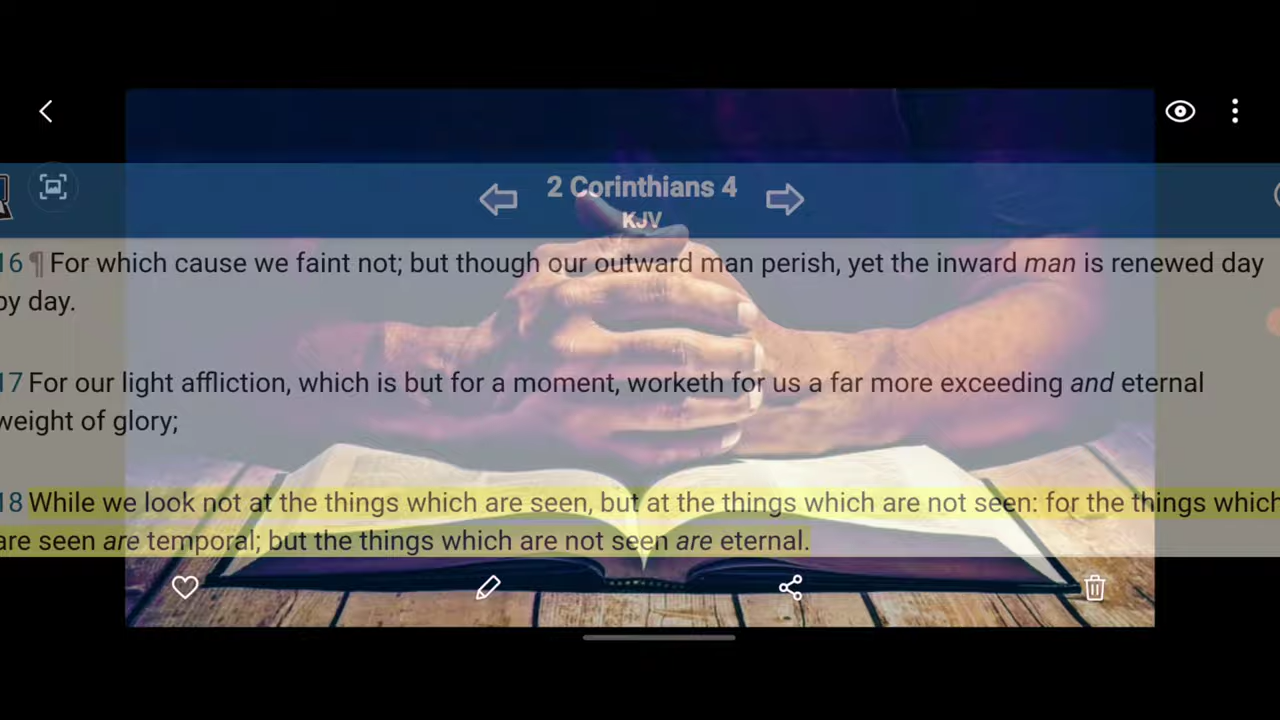 2 Corinthians 4
KJV
16 ¶ For which cause we faint not; but though our outward man perish, yet the inward man is renewed day
by day.
17 For our light affliction, which is but for a moment, worketh for us a far more exceeding and eternal
weight of glory;
18 While we look not at the things which are seen, but at the things which are not seen: for the things which
are seen are temporal; but the things which are not seen are eternal.